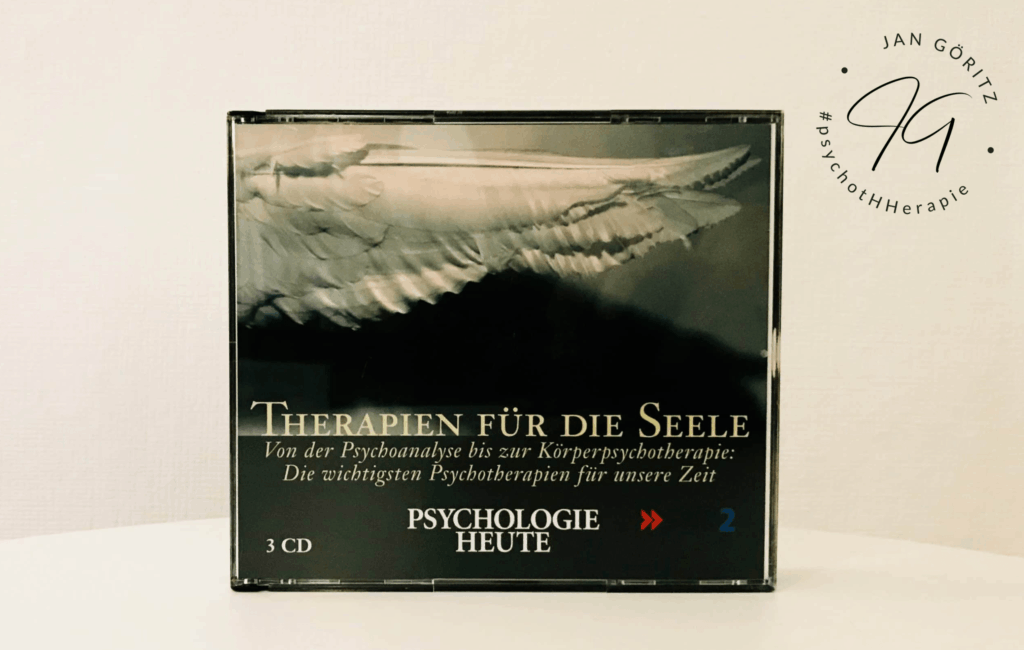 JAN GÖRITZ
JG
#psychotHHerapie
THERAPIEN FÜR DIE SEELE
Von der Psychoanalyse bis zur Körperpsychotherapie:
Die wichtigsten Psychotherapien für unsere Zeit
PSYCHOLOGIE
HEUTE
» 2
3 CD